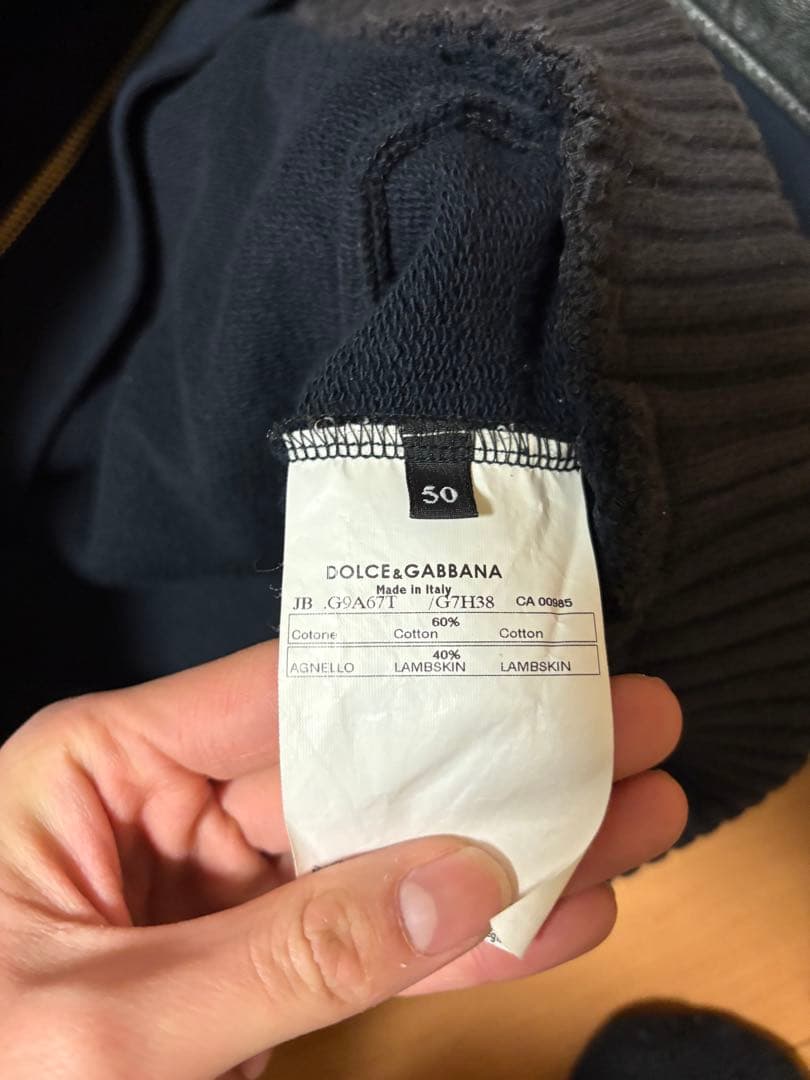 50
DOLCE&GABBANA
Made in Italy
JB .G9A67T /G7H38 CA 00985
60%
Cotone Cotton Cotton
40%
AGNELLO LAMBSKIN LAMBSKIN